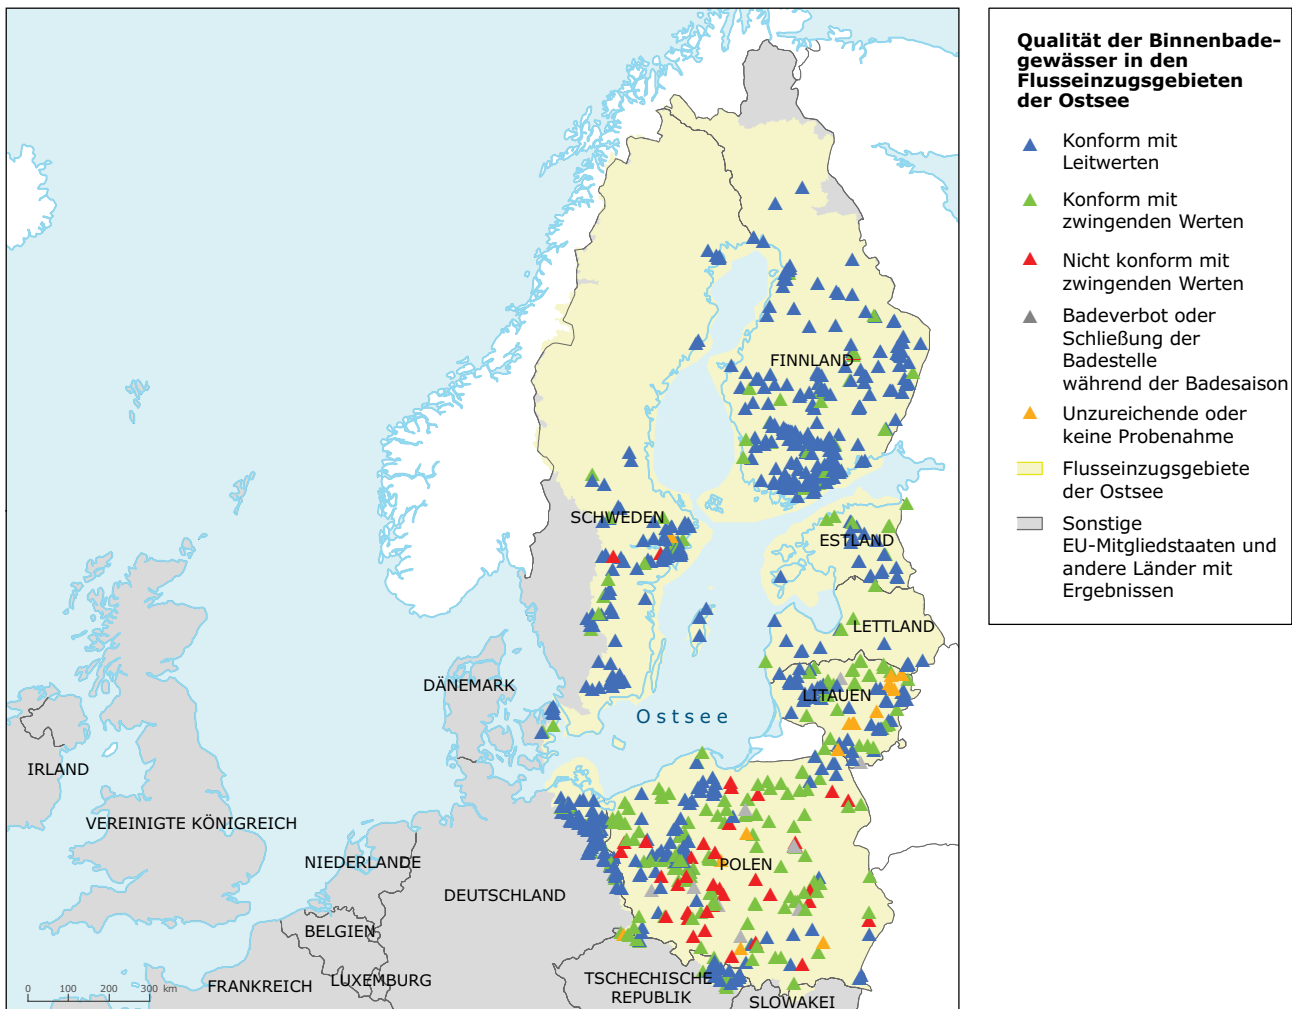 Qualität der Binnenbade-
gewässer in den
Flusseinzugsgebieten
der Ostsee
Konform mit
Leitwerten
Konform mit
zwingenden Werten
Nicht konform mit
zwingenden Werten
Badeverbot oder
Schließung der
Badestelle
während der Badesaison
Unzureichende oder
keine Probenahme
Flusseinzugsgebiete
der Ostsee
Sonstige
EU-Mitgliedstaaten und
andere Länder mit
Ergebnissen
FINNLAND
SCHWEDEN
ESTLAND
LETTLAND
DÄNEMARK
LITAUEN
Ostsee
IRLAND
VEREINIGTE KÖNIGREICH
NIEDERLANDE
POLEN
DEUTSCHLAND
BELGIEN
LUXEMBURG
FRANKREICH
TSCHECHISCHE
REPUBLIK
SLOWAKEI
0 100 200 300 km